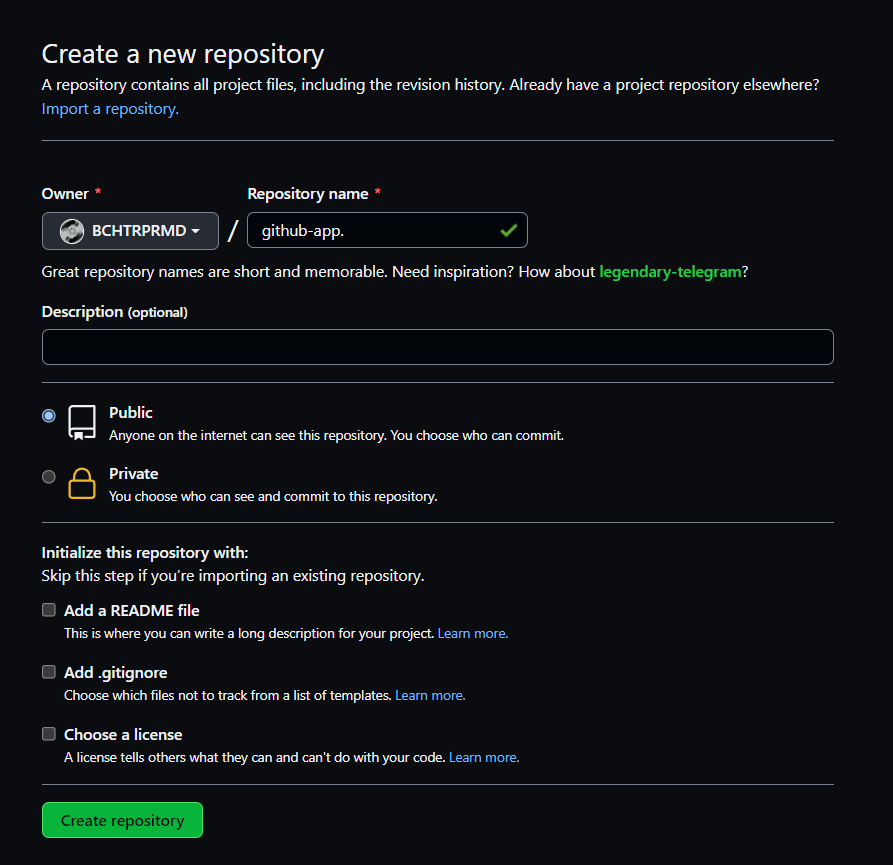 Create a new repository
A repository contains all project files, including the revision history. Already have a project repository elsewhere?
Import a repository.
Owner *
Repository name *
BCHTRPRMD
/
github-app.
Great repository names are short and memorable. Need inspiration? How about legendary-telegram?
Description (optional)
Public
Anyone on the internet can see this repository. You choose who can commit.
Private
You choose who can see and commit to this repository.
Initialize this repository with:
Skip this step if you’re importing an existing repository.
Add a README file
This is where you can write a long description for your project. Learn more.
Add .gitignore
Choose which files not to track from a list of templates. Learn more.
Choose a license
A license tells others what they can and can't do with your code. Learn more.
Create repository